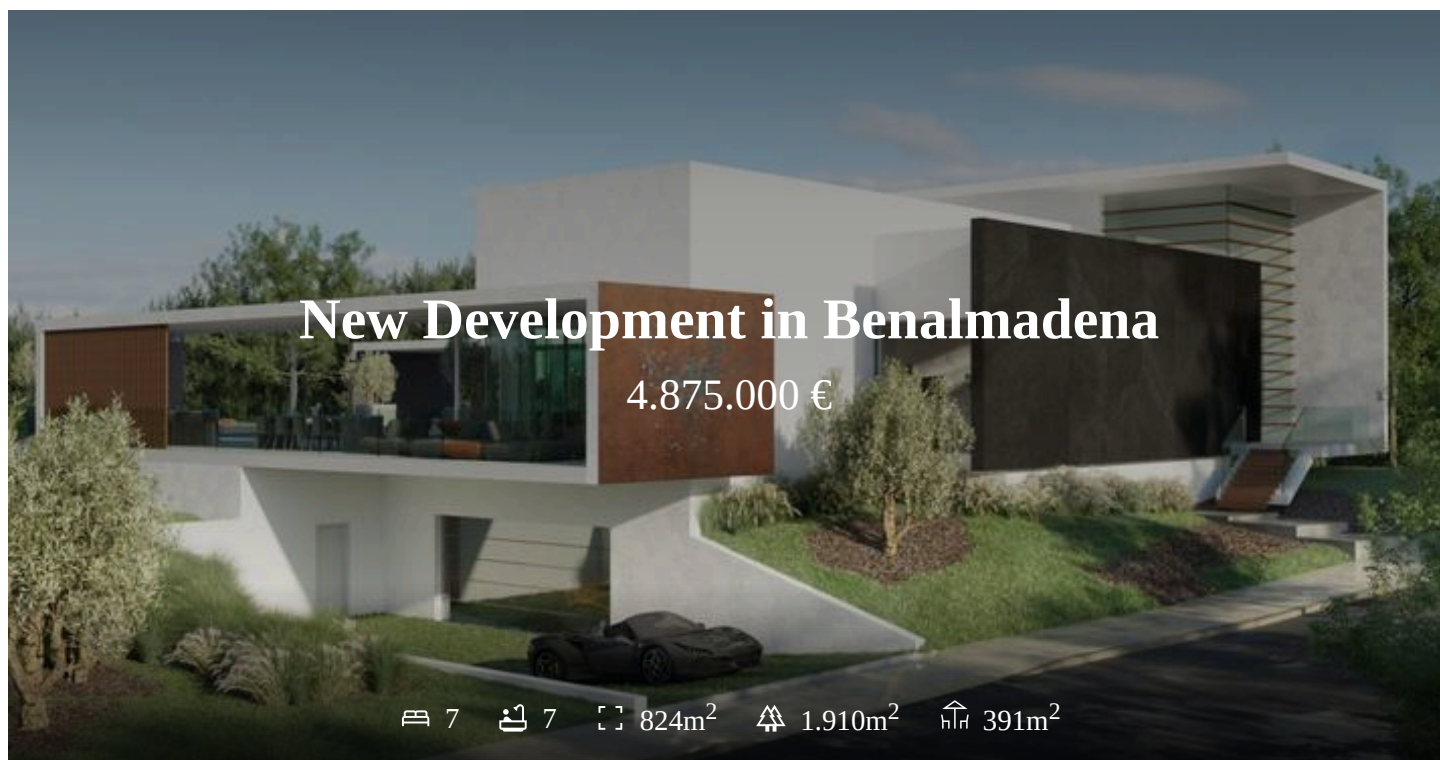 New Development in Benalmadena
4.875.000 €
7 7 824m² 1.910m² 391m²